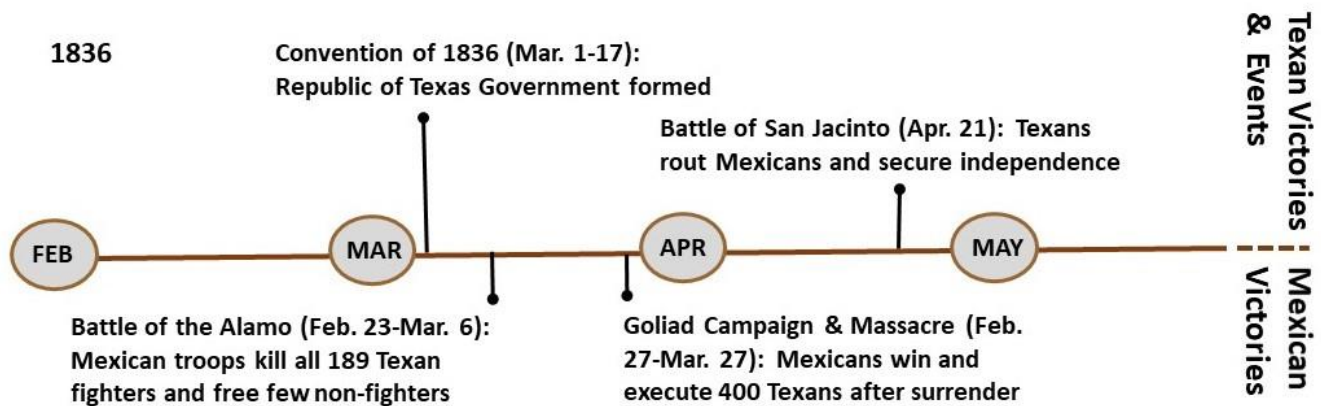 1836
Convention of 1836 (Mar. 1-17):
Republic of Texas Government formed
Battle of San Jacinto (Apr. 21): Texans
rout Mexicans and secure independence
Texan Victories
& Events
FEB
MAR
APR
MAY
Battle of the Alamo (Feb. 23-Mar. 6):
Mexican troops kill all 189 Texan
fighters and free few non-fighters
Goliad Campaign & Massacre (Feb.
27-Mar. 27): Mexicans win and
execute 400 Texans after surrender
Mexican
Victories